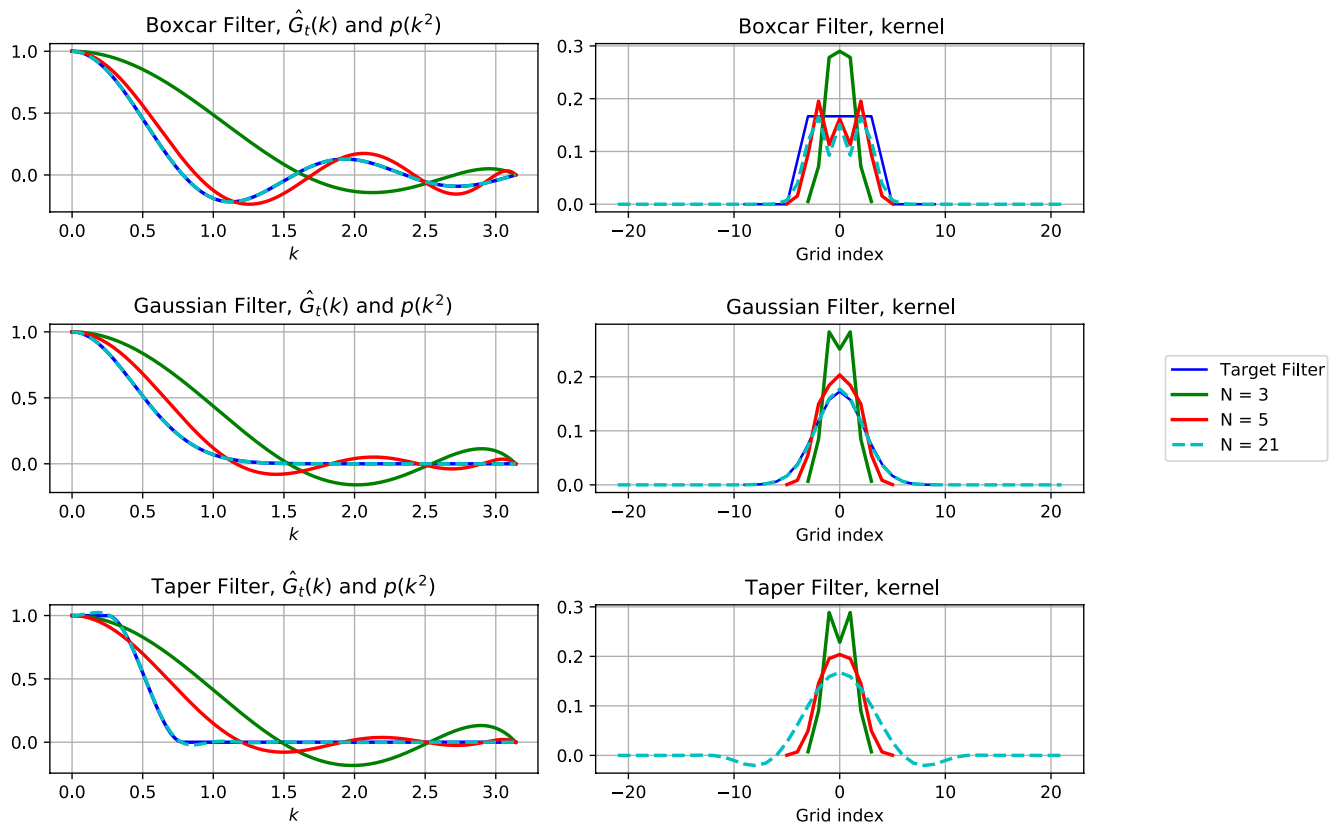 Boxcar Filter, Ĝₜ(k) and p(k²)
1.0
0.5
0.0
0.0 0.5 1.0 1.5 2.0 2.5 3.0
k
Boxcar Filter, kernel
0.3
0.2
0.1
0.0
−20 −10 0 10 20
Grid index
Gaussian Filter, Ĝₜ(k) and p(k²)
1.0
0.5
0.0
0.0 0.5 1.0 1.5 2.0 2.5 3.0
k
Gaussian Filter, kernel
0.2
0.1
0.0
−20 −10 0 10 20
Grid index
Target Filter
N = 3
N = 5
N = 21
Taper Filter, Ĝₜ(k) and p(k²)
1.0
0.5
0.0
0.0 0.5 1.0 1.5 2.0 2.5 3.0
k
Taper Filter, kernel
0.3
0.2
0.1
0.0
−20 −10 0 10 20
Grid index